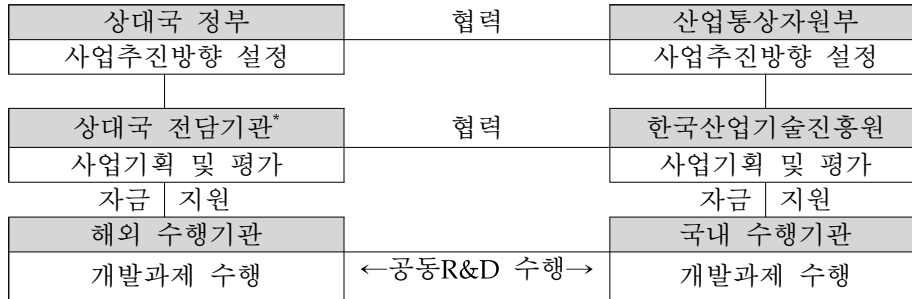 상대국 정부 협력 산업통상자원부
사업추진방향 설정 사업추진방향 설정
상대국 전담기관* 협력 한국산업기술진흥원
사업기획 및 평가 사업기획 및 평가
자금 지원 자금 지원
해외 수행기관 국내 수행기관
개발과제 수행 ←공동R&D 수행→ 개발과제 수행